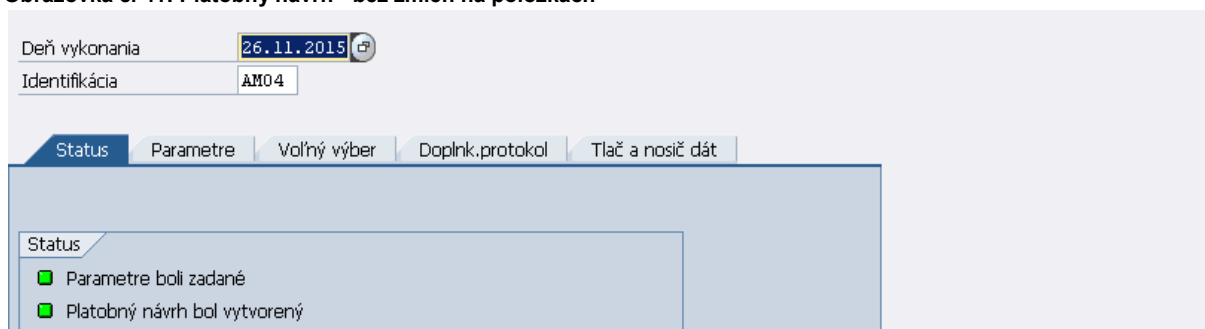 Deň vykonania 26.11.2015
Identifikácia AM04
Status Parametre Voľný výber Doplnk.protokol Tlač a nosič dát
Status
Parametre boli zadané
Platobný návrh bol vytvorený